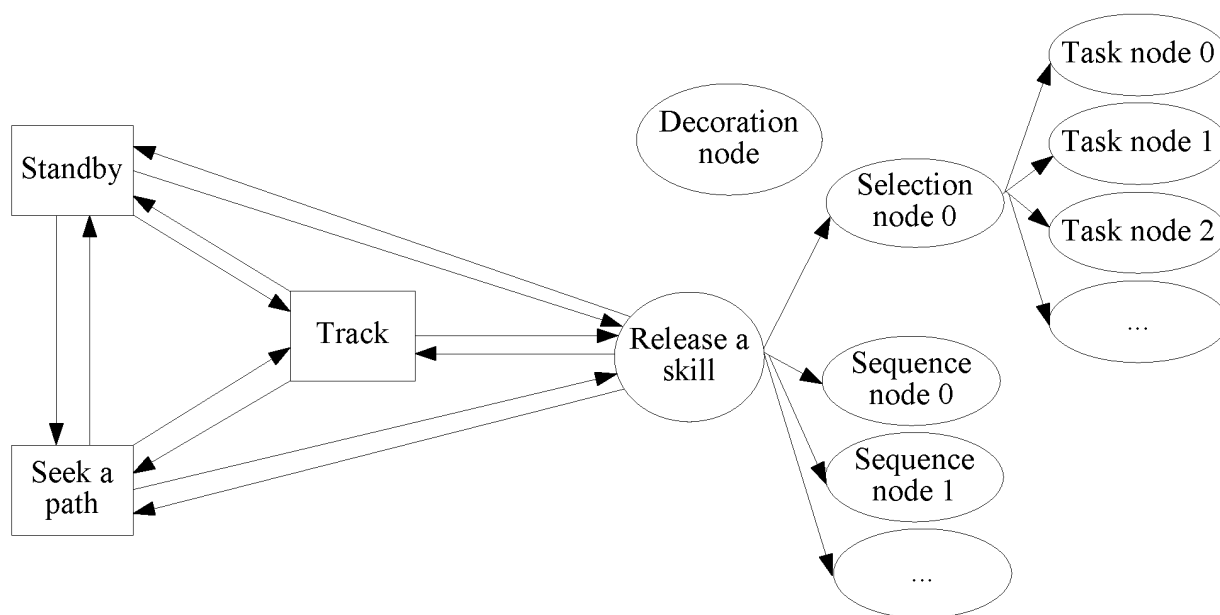 Standby
Seek a
path
Track
Release a
skill
Decoration
node
Selection
node 0
Sequence
node 0
Sequence
node 1
...
Task node 0
Task node 1
Task node 2
...